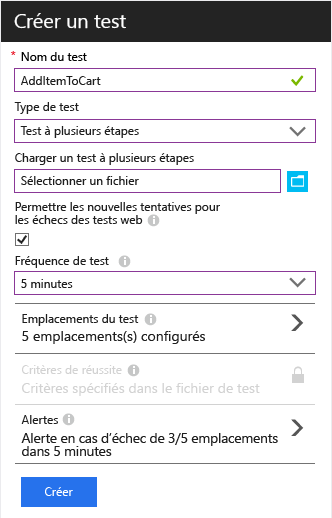 Créer un test
* Nom du test
AddItemToCart
Type de test
Test à plusieurs étapes
Charger un test à plusieurs étapes
Sélectionner un fichier
Permettre les nouvelles tentatives pour
les échecs des tests web
Fréquence de test
5 minutes
Emplacements du test
5 emplacements(s) configurés
Critères de réussite
Critères spécifiés dans le fichier de test
Alertes
Alerte en cas d'échec de 3/5 emplacements
dans 5 minutes
Créer